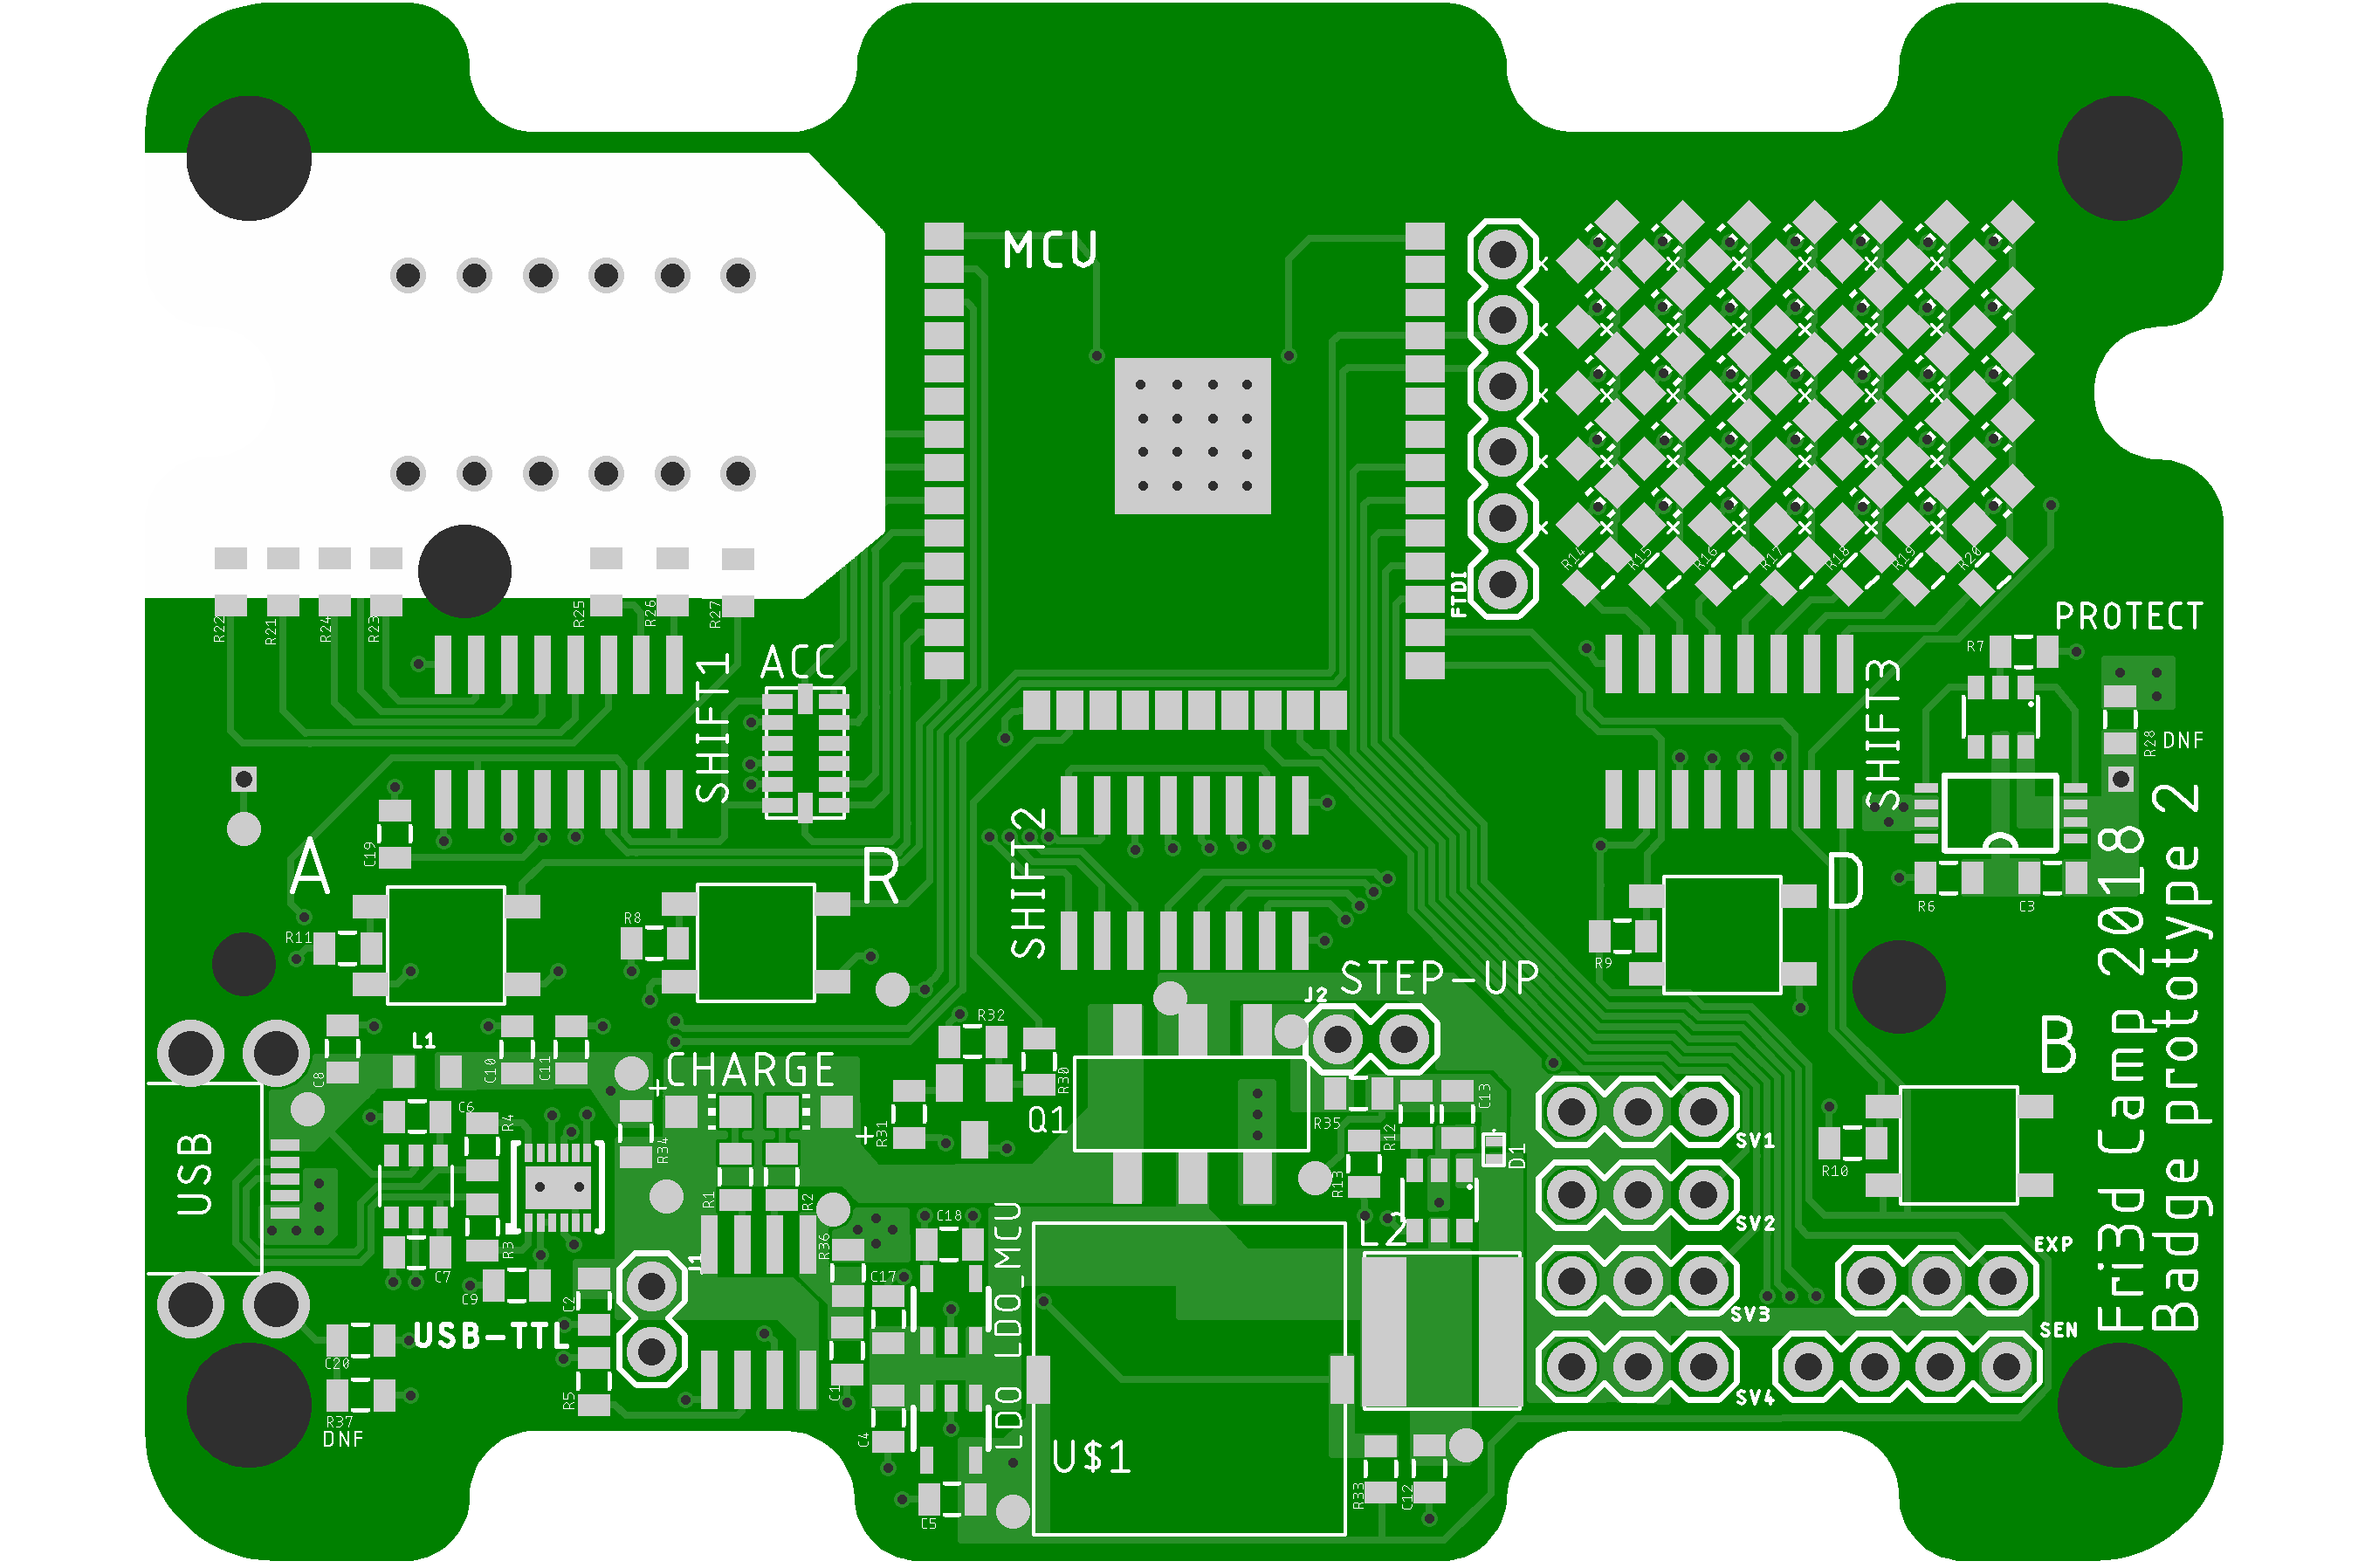 MCU
FTDI
R14
R15
R16
R17
R18
R19
R20
R22
R21
R24
R23
R25
R26
R27
PROTECT
R7
SHIFT1
ACC
SHIFT3
R28
DNF
C19
A
R
SHIFT2
D
R6
C3
R11
R8
R9
Fri3d Camp 2018
Badge prototype 2
STEP-UP
J2
L1
R32
C8
C10
C11
CHARGE
+
+
R30
B
USB
C6
R4
R34
R31
Q1
R35
R12
C13
D1
SV1
R13
R10
R1
R2
SV2
L2
C18
R36
R3
C7
J1
C17
LDO_MCU
EXP
C9
C2
SV3
SEN
USB-TTL
C20
R5
C1
SV4
R37
DNF
C4
LDO
U$1
R33
C12
C5